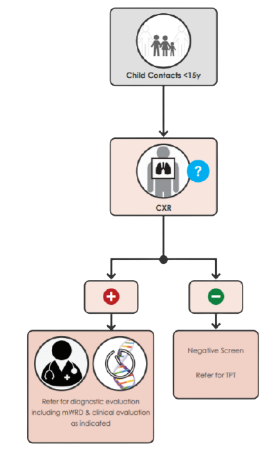 Child Contacts <15y
?
CXR
Negative Screen
Refer for TPT
Refer for diagnostic evaluation
including mWRD & clinical evaluation
as indicated